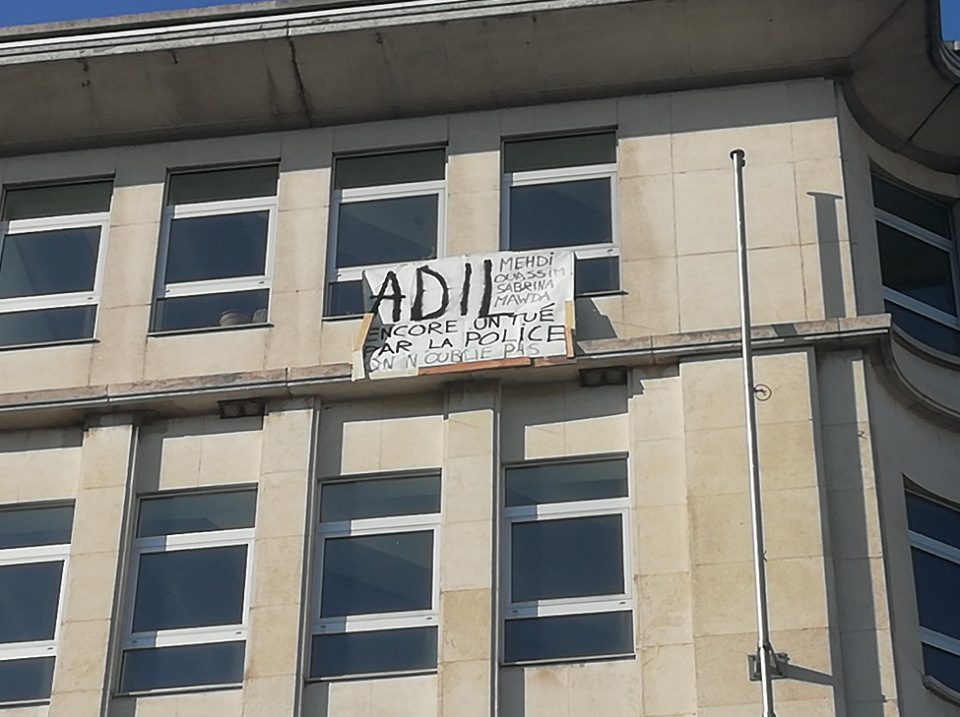 ADIL
MEHDi
OUASSIM
SABRINA
MAWDA
ENCORE UN TUÉ
PAR LA POLICE
ON N OUBLIE PAS